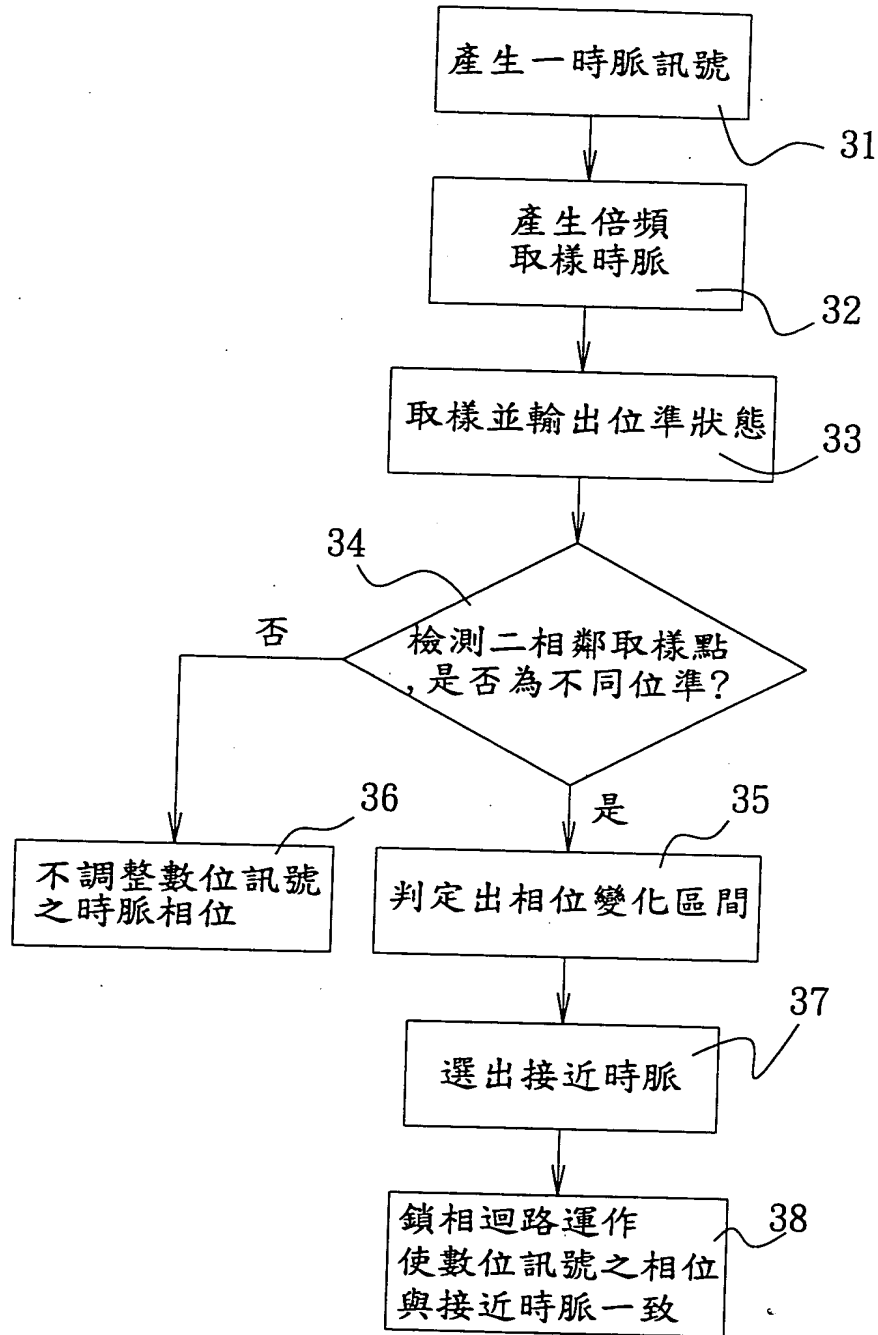 產生一時脈訊號
31
產生倍頻
取樣時脈
32
取樣並輸出位準狀態
33
34
檢測二相鄰取樣點
,是否為不同位準?
否
是
36
不調整數位訊號
之時脈相位
35
判定出相位變化區間
37
選出接近時脈
38
鎖相迴路運作
使數位訊號之相位
與接近時脈一致